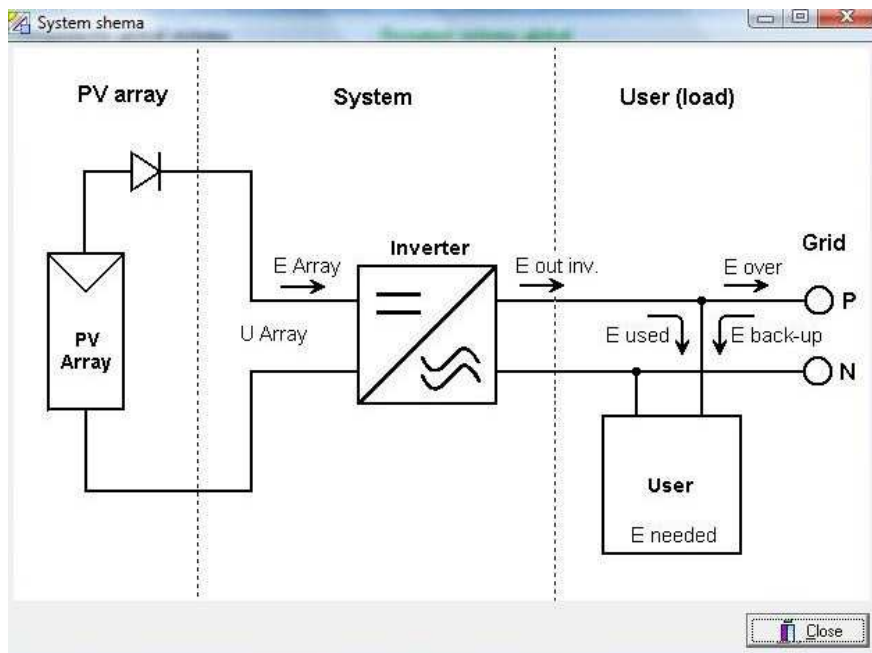 System shema
PV array
System
User (load)
Inverter
Grid
E Array
E out inv.
E over
P
U Array
E used
E back-up
PV
Array
N
User
E needed
Close